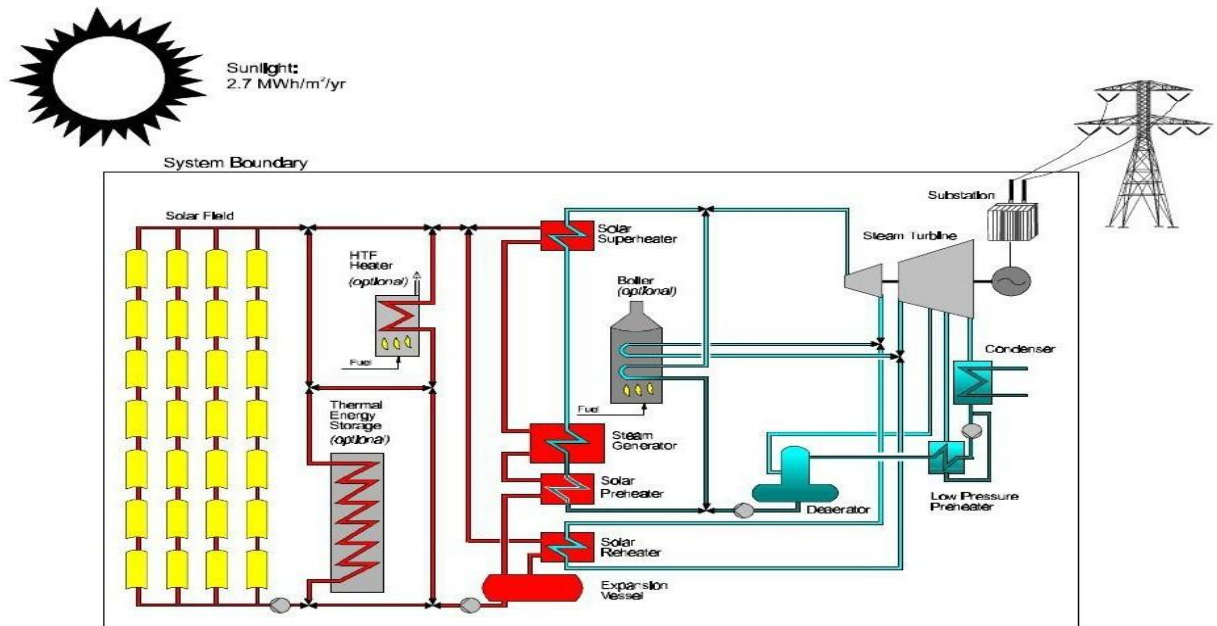 Sunlight:
2.7 MWh/m²/yr
System Boundary
Substation
Solar Field
Solar
Superheater
Steam Turbine
HTF
Heater
(optional)
Boiler
(optional)
Fuel
Condenser
Thermal
Energy
Storage
(optional)
Fuel
Steam
Generator
Solar
Preheater
Low Pressure
Preheater
Deaerator
Solar
Reheater
Expansion
Vessel